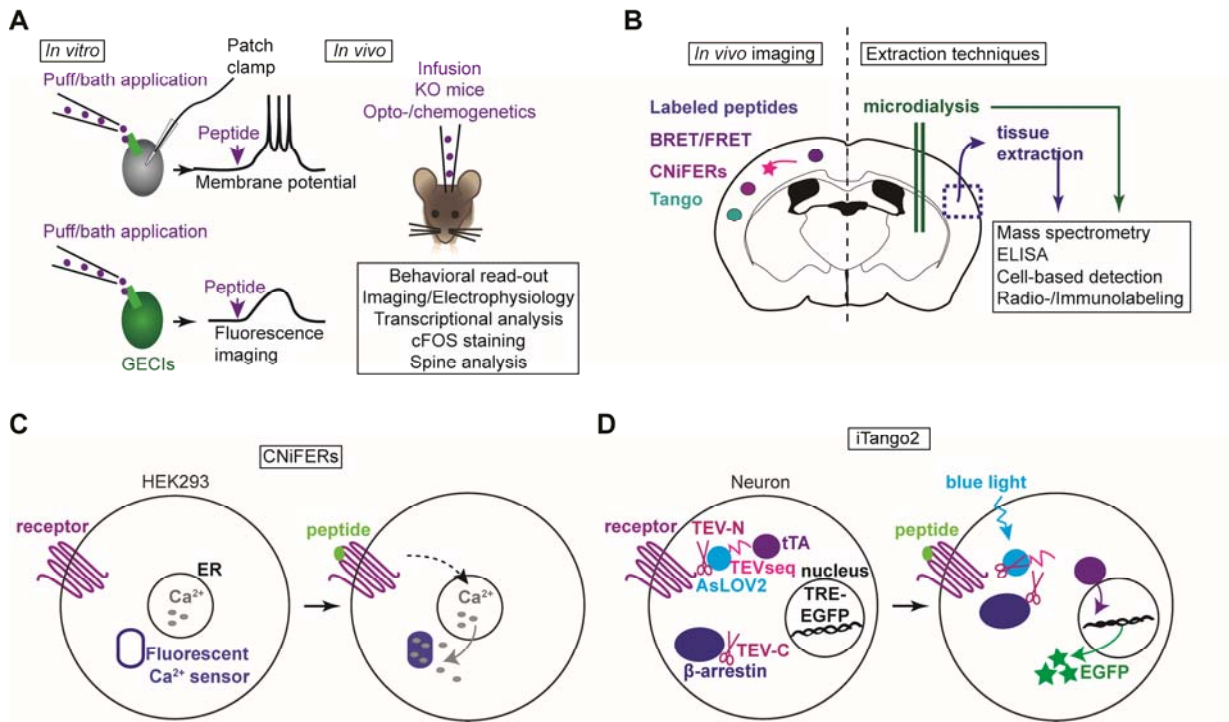 A
In vitro
Patch
clamp
In vivo
Puff/bath application
Peptide
Membrane potential
Infusion
KO mice
Opto-/chemogenetics
Puff/bath application
Peptide
Fluorescence
imaging
GECIs
Behavioral read-out
Imaging/Electrophysiology
Transcriptional analysis
cFOS staining
Spine analysis
B
In vivo imaging
Extraction techniques
Labeled peptides
BRET/FRET
CNiFERs
Tango
microdialysis
tissue
extraction
Mass spectrometry
ELISA
Cell-based detection
Radio-/Immunolabeling
C
CNiFERs
HEK293
receptor
ER
Ca²⁺
Fluorescent
Ca²⁺ sensor
peptide
Ca²⁺
D
iTango2
Neuron
receptor
TEV-N
tTA
TEVseq
AsLOV2
nucleus
TRE-
EGFP
TEV-C
β-arrestin
blue light
peptide
EGFP